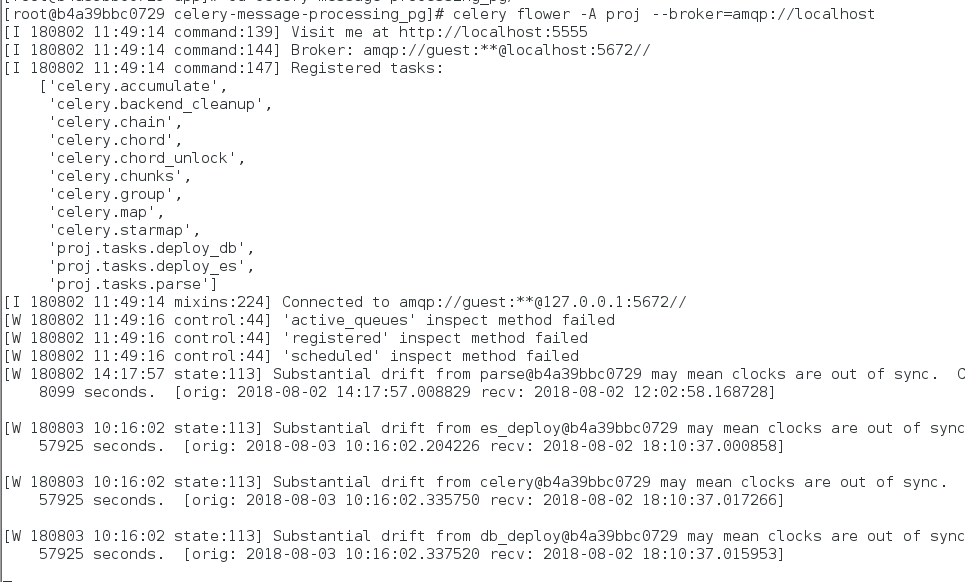 [root@b4a39bbc0729 celery-message-processing_pg]# celery flower -A proj --broker=amqp://localhost
[I 180802 11:49:14 command:139] Visit me at http://localhost:5555
[I 180802 11:49:14 command:144] Broker: amqp://guest:**@localhost:5672//
[I 180802 11:49:14 command:147] Registered tasks:
    ['celery.accumulate',
     'celery.backend_cleanup',
     'celery.chain',
     'celery.chord',
     'celery.chord_unlock',
     'celery.chunks',
     'celery.group',
     'celery.map',
     'celery.starmap',
     'proj.tasks.deploy_db',
     'proj.tasks.deploy_es',
     'proj.tasks.parse']
[I 180802 11:49:14 mixins:224] Connected to amqp://guest:**@127.0.0.1:5672//
[W 180802 11:49:16 control:44] 'active_queues' inspect method failed
[W 180802 11:49:16 control:44] 'registered' inspect method failed
[W 180802 11:49:16 control:44] 'scheduled' inspect method failed
[W 180802 14:17:57 state:113] Substantial drift from parse@b4a39bbc0729 may mean clocks are out of sync.
    8099 seconds.  [orig: 2018-08-02 14:17:57.008829 recv: 2018-08-02 12:02:58.168728]
[W 180803 10:16:02 state:113] Substantial drift from es_deploy@b4a39bbc0729 may mean clocks are out of sync
    57925 seconds.  [orig: 2018-08-03 10:16:02.204226 recv: 2018-08-02 18:10:37.000858]
[W 180803 10:16:02 state:113] Substantial drift from celery@b4a39bbc0729 may mean clocks are out of sync.
    57925 seconds.  [orig: 2018-08-03 10:16:02.335750 recv: 2018-08-02 18:10:37.017266]
[W 180803 10:16:02 state:113] Substantial drift from db_deploy@b4a39bbc0729 may mean clocks are out of sync
    57925 seconds.  [orig: 2018-08-03 10:16:02.337520 recv: 2018-08-02 18:10:37.015953]